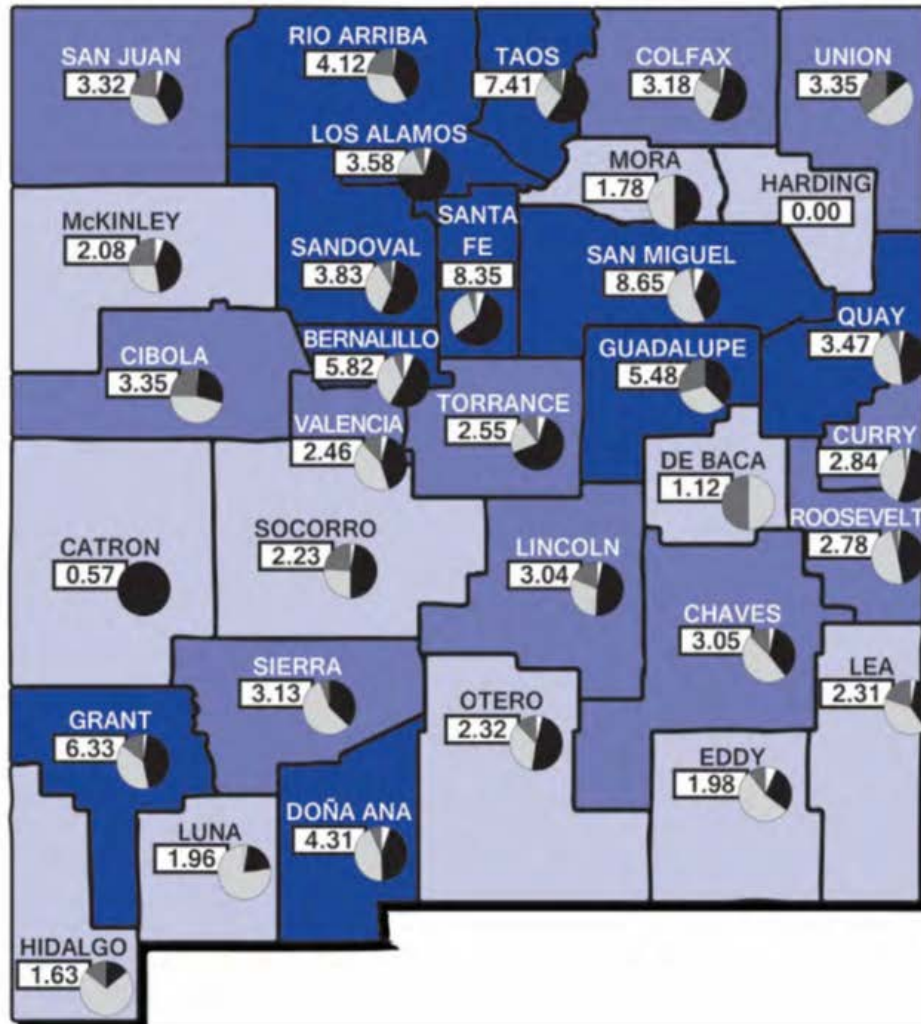 SAN JUAN
3.32
RIO ARRIBA
4.12
TAOS
7.41
COLFAX
3.18
UNION
3.35
LOS ALAMOS
3.58
MORA
1.78
HARDING
0.00
McKINLEY
2.08
SANDOVAL
3.83
SANTA
FE
8.35
SAN MIGUEL
8.65
QUAY
3.47
CIBOLA
3.35
BERNALILLO
5.82
GUADALUPE
5.48
VALENCIA
2.46
TORRANCE
2.55
CURRY
2.84
DE BACA
1.12
ROOSEVELT
2.78
CATRON
0.57
SOCORRO
2.23
LINCOLN
3.04
CHAVES
3.05
SIERRA
3.13
OTERO
2.32
LEA
2.31
GRANT
6.33
EDDY
1.98
LUNA
1.96
DOÑA ANA
4.31
HIDALGO
1.63